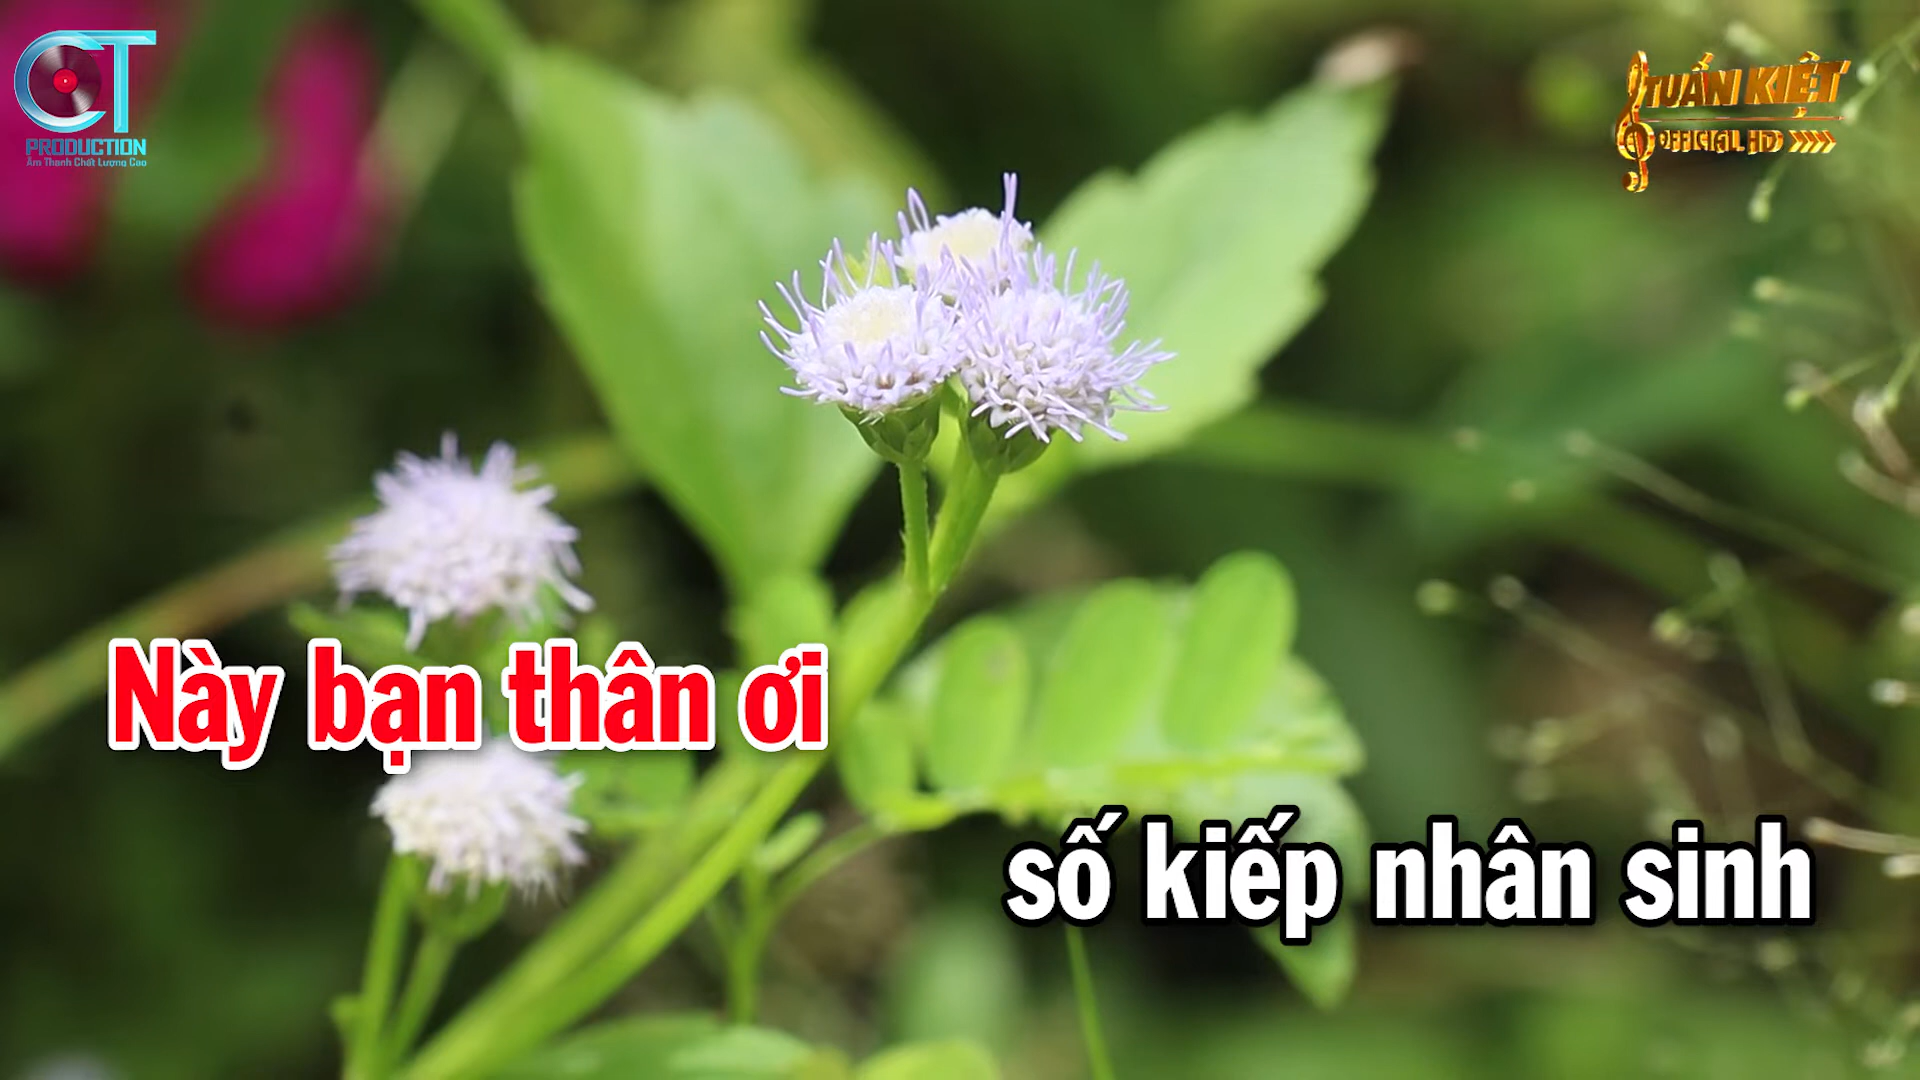 CT
PRODUCTION
Âm Thanh Chất Lượng Cao
TUẤN KIỆT
OFFICIAL HD
Này bạn thân ơi
số kiếp nhân sinh